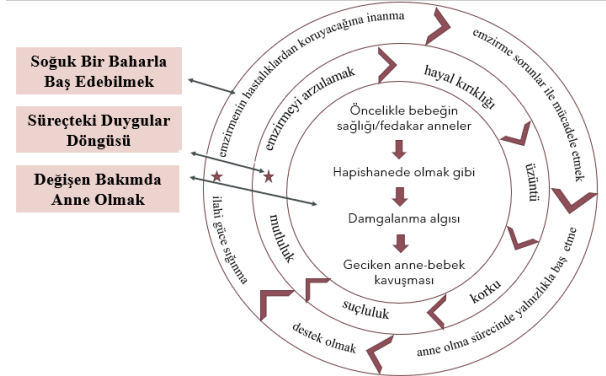 Soğuk Bir Baharla
Baş Edebilmek
Süreçteki Duygular
Döngüsü
Değişen Bakımda
Anne Olmak
emzirmenin hastalıklardan koruyacağına inanma
emzirme sorunlar ile mücadele etmek
anne olma sürecinde yalnızlıkla baş etme
destek olmak
ilahi güce sığınma
emzirmeyi arzulamak
hayal kırıklığı
üzüntü
korku
suçluluk
mutluluk
Öncelikle bebeğin
sağlığı/fedakar anneler
Hapishanede olmak gibi
Damgalanma algısı
Geciken anne-bebek
kavuşması